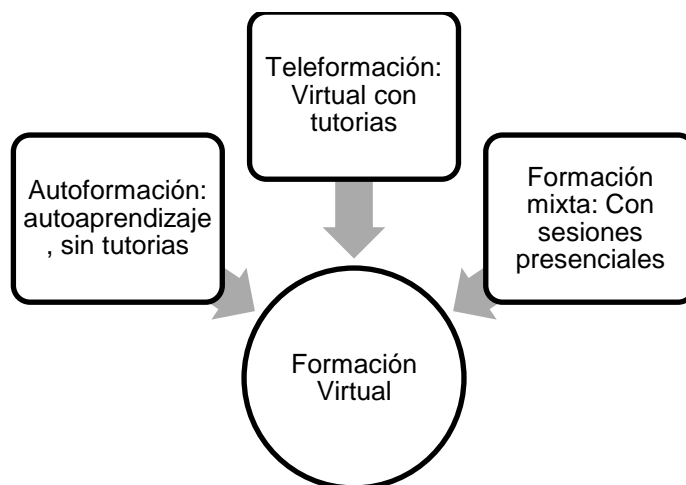 Teleformación:
Virtual con
tutorias
Autoformación:
autoaprendizaje
, sin tutorias
Formación
mixta: Con
sesiones
presenciales
Formación
Virtual